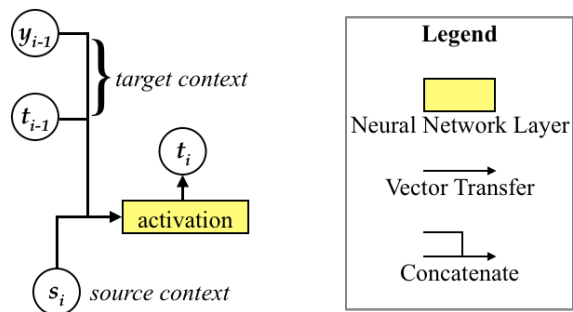 y_{i-1}
target context
t_{i-1}
t_i
activation
s_i
source context
Legend
Neural Network Layer
Vector Transfer
Concatenate